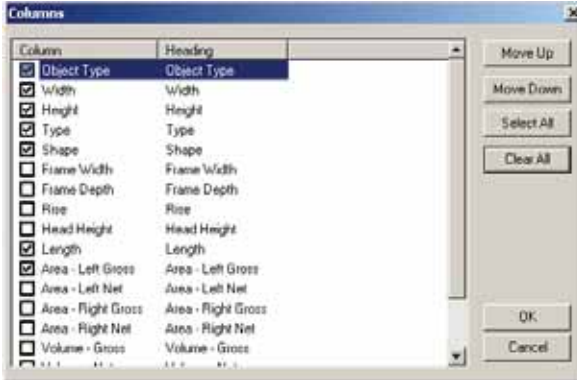 Columns
Column Heading
Object Type Object Type
Width Width
Height Height
Type Type
Shape Shape
Frame Width Frame Width
Frame Depth Frame Depth
Rise Rise
Head Height Head Height
Length Length
Area - Left Gross Area - Left Gross
Area - Left Net Area - Left Net
Area - Right Gross Area - Right Gross
Area - Right Net Area - Right Net
Volume - Gross Volume - Gross
Move Up
Move Down
Select All
Clear All
OK
Cancel